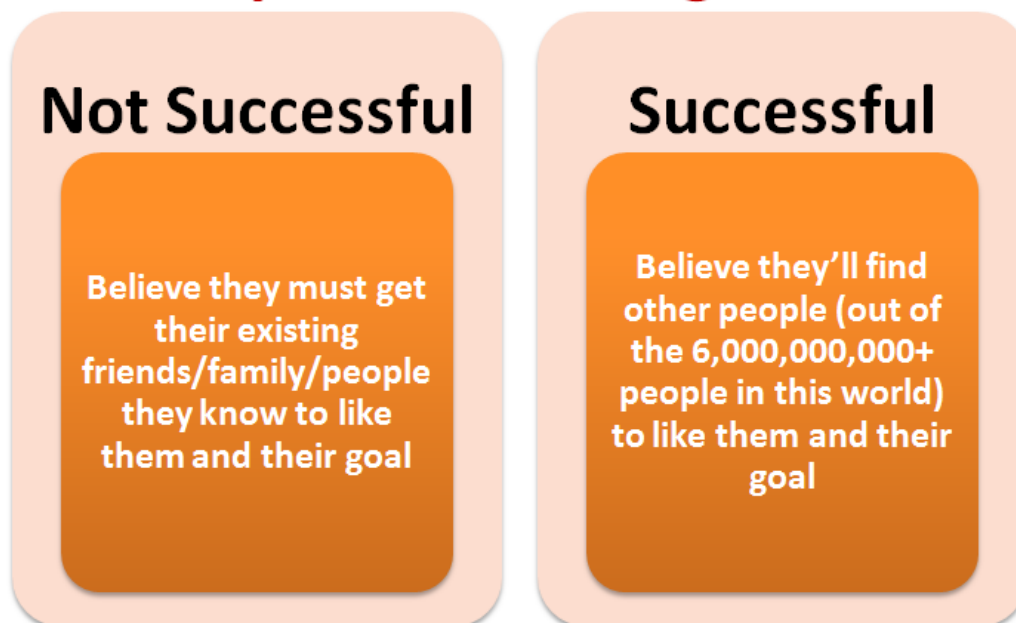 Not Successful
Believe they must get
their existing
friends/family/people
they know to like
them and their goal
Successful
Believe they’ll find
other people (out of
the 6,000,000,000+
people in this world)
to like them and their
goal